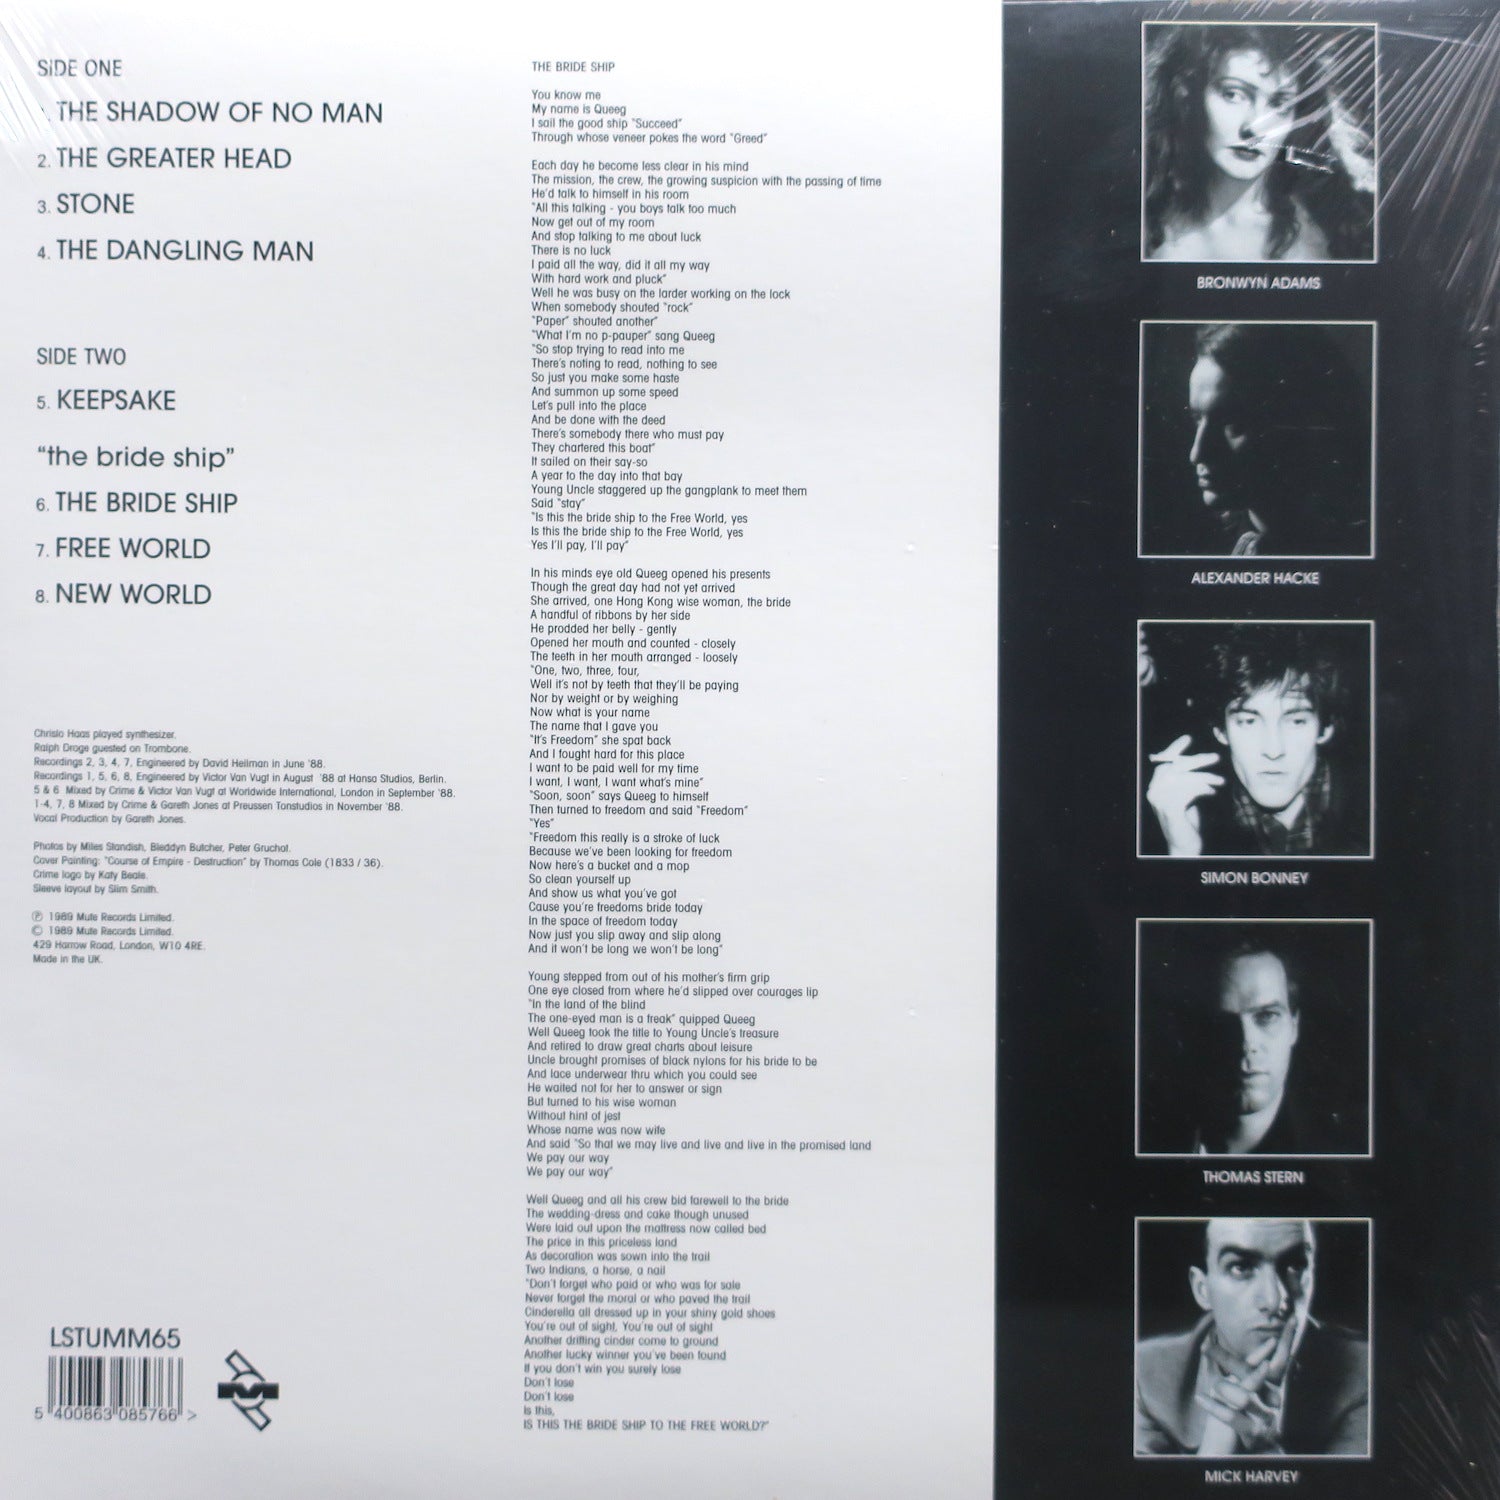 SIDE ONE
. THE SHADOW OF NO MAN
2. THE GREATER HEAD
3. STONE
4. THE DANGLING MAN
SIDE TWO
5. KEEPSAKE
“the bride ship”
6. THE BRIDE SHIP
7. FREE WORLD
8. NEW WORLD
Chrislo Haas played synthesizer.
Ralph Droge guested on Trombone.
Recordings 2, 3, 4, 7, Engineered by David Heilman in June '88.
Recordings 1, 5, 6, 8, Engineered by Victor Van Vugt in August '88 at Hansa Studios, Berlin.
5 & 6 Mixed by Crime & Victor Van Vugt at Worldwide International, London in September '88.
1-4, 7, 8 Mixed by Crime & Gareth Jones at Preussen Tonstudios in November '88.
Vocal Production by Gareth Jones.
Photos by Miles Standish, Bleddyn Butcher, Peter Gruchot.
Cover Painting: "Course of Empire - Destruction" by Thomas Cole (1833 / 36).
Crime logo by Katy Beale.
Sleeve layout by Slim Smith.
℗ 1989 Mute Records Limited.
© 1989 Mute Records Limited.
429 Harrow Road, London, W10 4RE.
Made in the UK.
LSTUMM65
5 400863 085766 >
THE BRIDE SHIP
You know me
My name is Queeg
I sail the good ship "Succeed"
Through whose veneer pokes the word "Greed"
Each day he become less clear in his mind
The mission, the crew, the growing suspicion with the passing of time
He'd talk to himself in his room
"All this talking - you boys talk too much
Now get out of my room
And stop talking to me about luck
There is no luck
I paid all the way, did it all my way
With hard work and pluck"
Well he was busy on the larder working on the lock
When somebody shouted "rock"
"Paper" shouted another"
"What I'm no p-pauper" sang Queeg
"So stop trying to read into me
There's noting to read, nothing to see
So just you make some haste
And summon up some speed
Let's pull into the place
And be done with the deed
There's somebody there who must pay
They chartered this boat"
It sailed on their say-so
A year to the day into that bay
Young Uncle staggered up the gangplank to meet them
Said "stay"
"Is this the bride ship to the Free World, yes
Is this the bride ship to the Free World, yes
Yes I'll pay, I'll pay"
In his minds eye old Queeg opened his presents
Though the great day had not yet arrived
She arrived, one Hong Kong wise woman, the bride
A handful of ribbons by her side
He prodded her belly - gently
Opened her mouth and counted - closely
The teeth in her mouth arranged - loosely
"One, two, three, four,
Well it's not by teeth that they'll be paying
Nor by weight or by weighing
Now what is your name
The name that I gave you
"It's Freedom" she spat back
And I fought hard for this place
I want to be paid well for my time
I want, I want, I want what's mine"
"Soon, soon" says Queeg to himself
Then turned to freedom and said "Freedom"
"Yes"
"Freedom this really is a stroke of luck
Because we've been looking for freedom
Now here's a bucket and a mop
So clean yourself up
And show us what you've got
Cause you're freedoms bride today
In the space of freedom today
Now just you slip away and slip along
And it won't be long we won't be long"
Young stepped from out of his mother's firm grip
One eye closed from where he'd slipped over courages lip
"In the land of the blind
The one-eyed man is a freak" quipped Queeg
Well Queeg took the title to Young Uncle's treasure
And retired to draw great charts about leisure
Uncle brought promises of black nylons for his bride to be
And lace underwear thru which you could see
He waited not for her to answer or sign
But turned to his wise woman
Without hint of jest
Whose name was now wife
And said "So that we may live and live and live in the promised land
We pay our way
We pay our way"
Well Queeg and all his crew bid farewell to the bride
The wedding-dress and cake though unused
Were laid out upon the mattress now called bed
The price in this priceless land
As decoration was sown into the trail
Two Indians, a horse, a nail
"Don't forget who paid or who was for sale
Never forget the moral or who paved the trail
Cinderella all dressed up in your shiny gold shoes
You're out of sight, You're out of sight
Another drifting cinder come to ground
Another lucky winner you've been found
If you don't win you surely lose
Don't lose
Don't lose
Is this,
IS THIS THE BRIDE SHIP TO THE FREE WORLD?"
BRONWYN ADAMS
ALEXANDER HACKE
SIMON BONNEY
THOMAS STERN
MICK HARVEY